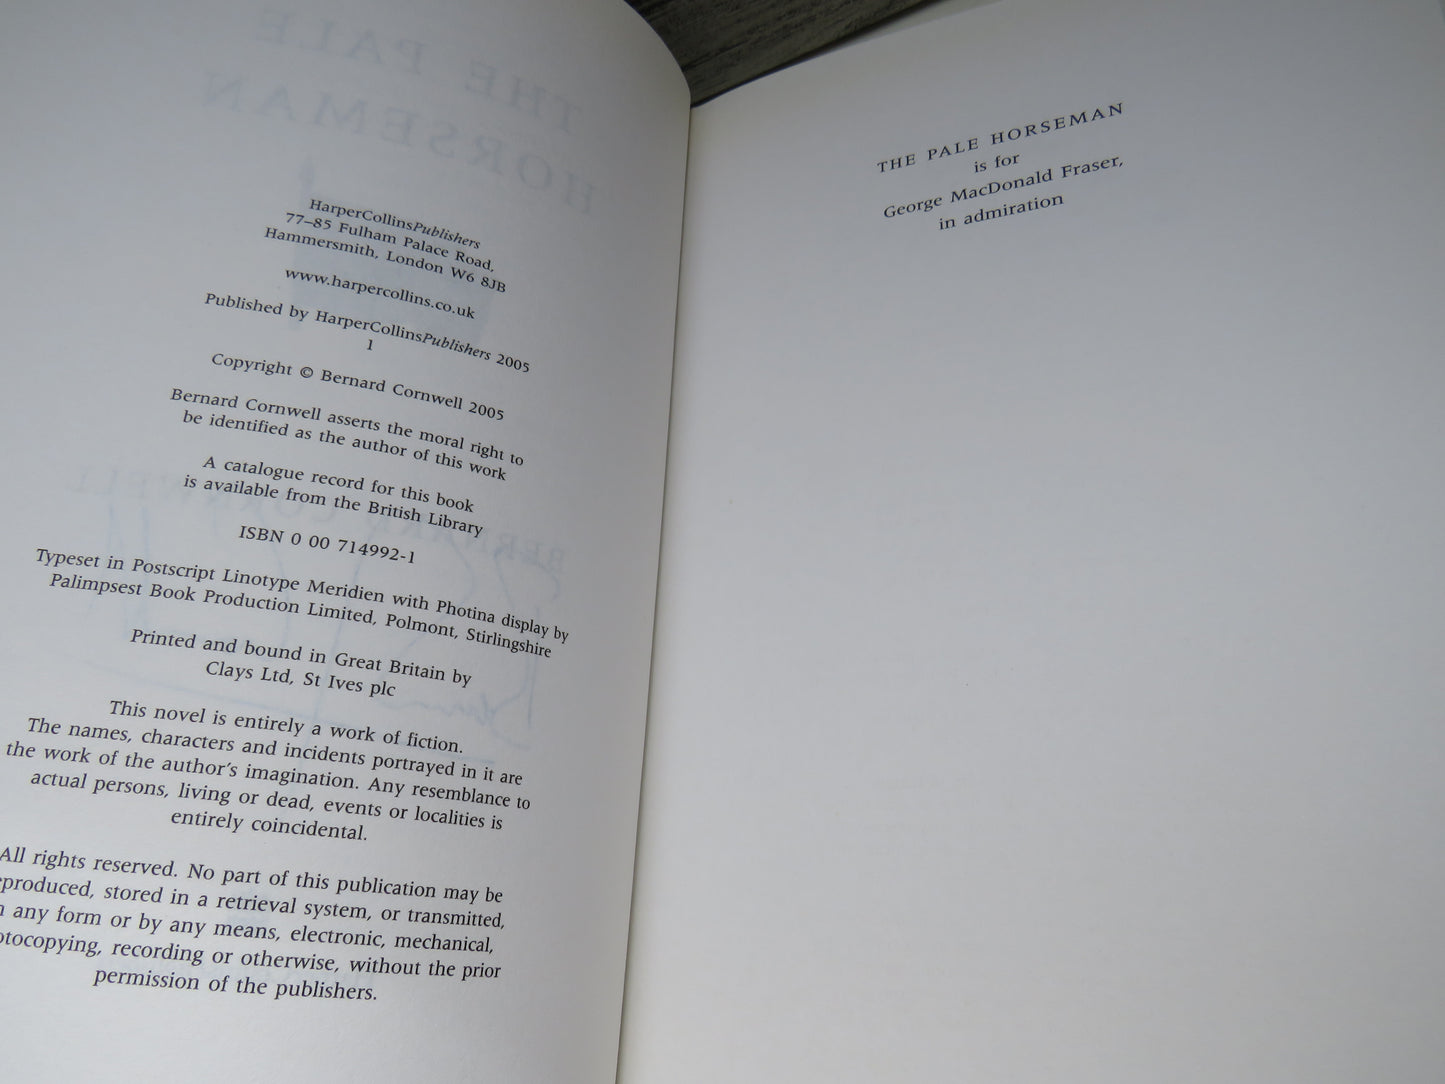 HarperCollinsPublishers
77–85 Fulham Palace Road,
Hammersmith, London W6 8JB
www.harpercollins.co.uk
Published by HarperCollinsPublishers 2005
1
Copyright © Bernard Cornwell 2005
Bernard Cornwell asserts the moral right to
be identified as the author of this work
A catalogue record for this book
is available from the British Library
ISBN 0 00 714992-1
Typeset in Postscript Linotype Meridien with Photina display by
Palimpsest Book Production Limited, Polmont, Stirlingshire
Printed and bound in Great Britain by
Clays Ltd, St Ives plc
This novel is entirely a work of fiction.
The names, characters and incidents portrayed in it are
the work of the author's imagination. Any resemblance to
actual persons, living or dead, events or localities is
entirely coincidental.
All rights reserved. No part of this publication may be
eproduced, stored in a retrieval system, or transmitted,
n any form or by any means, electronic, mechanical,
otocopying, recording or otherwise, without the prior
permission of the publishers.
THE PALE HORSEMAN
is for
George MacDonald Fraser,
in admiration
THE PALE
HORSEMAN
BERNARD CORNWELL